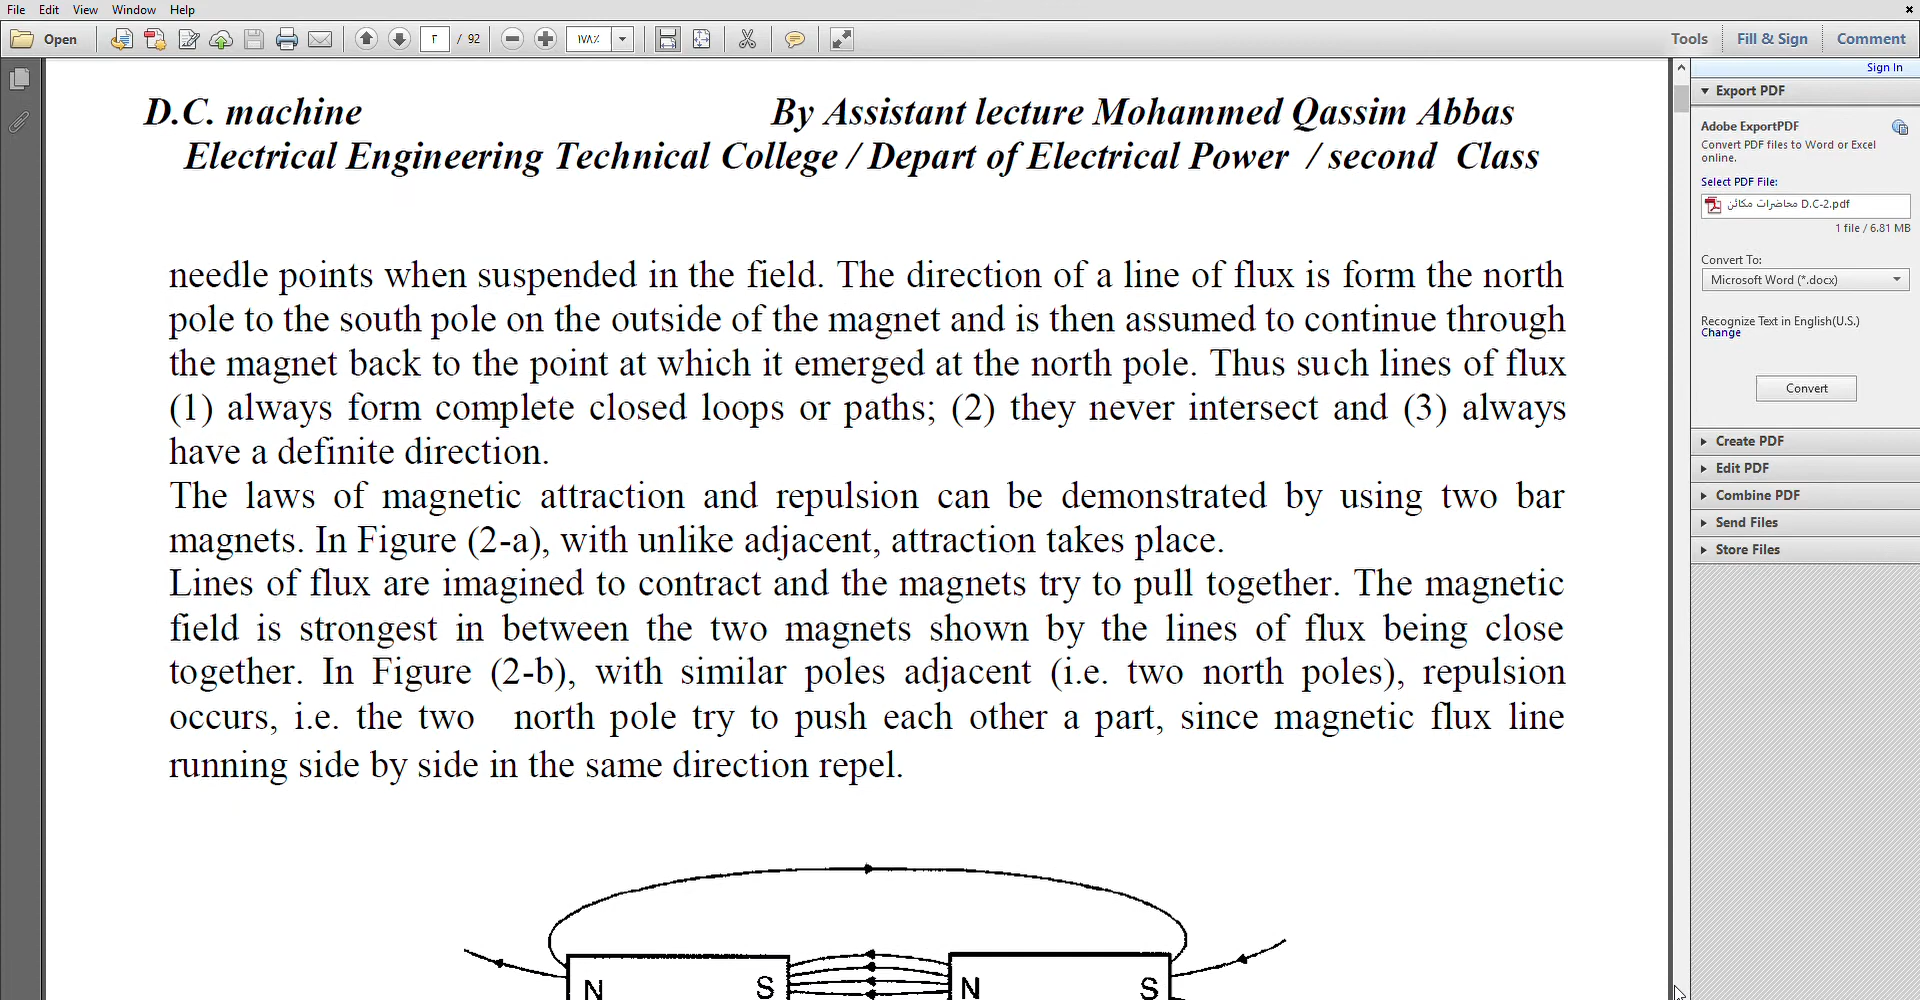 File Edit View Window Help
Open ٣ / 92 ١٧٨٪ Tools Fill & Sign Comment
Sign In
D.C. machine By Assistant lecture Mohammed Qassim Abbas
Electrical Engineering Technical College / Depart of Electrical Power / second Class
needle points when suspended in the field. The direction of a line of flux is form the north
pole to the south pole on the outside of the magnet and is then assumed to continue through
the magnet back to the point at which it emerged at the north pole. Thus such lines of flux
(1) always form complete closed loops or paths; (2) they never intersect and (3) always
have a definite direction.
The laws of magnetic attraction and repulsion can be demonstrated by using two bar
magnets. In Figure (2-a), with unlike adjacent, attraction takes place.
Lines of flux are imagined to contract and the magnets try to pull together. The magnetic
field is strongest in between the two magnets shown by the lines of flux being close
together. In Figure (2-b), with similar poles adjacent (i.e. two north poles), repulsion
occurs, i.e. the two north pole try to push each other a part, since magnetic flux line
running side by side in the same direction repel.
N S N S
Export PDF
Adobe ExportPDF
Convert PDF files to Word or Excel
online.
Select PDF File:
محاضرات مكائن D.C-2.pdf
1 file / 6.81 MB
Convert To:
Microsoft Word (*.docx)
Recognize Text in English(U.S.)
Change
Convert
Create PDF
Edit PDF
Combine PDF
Send Files
Store Files